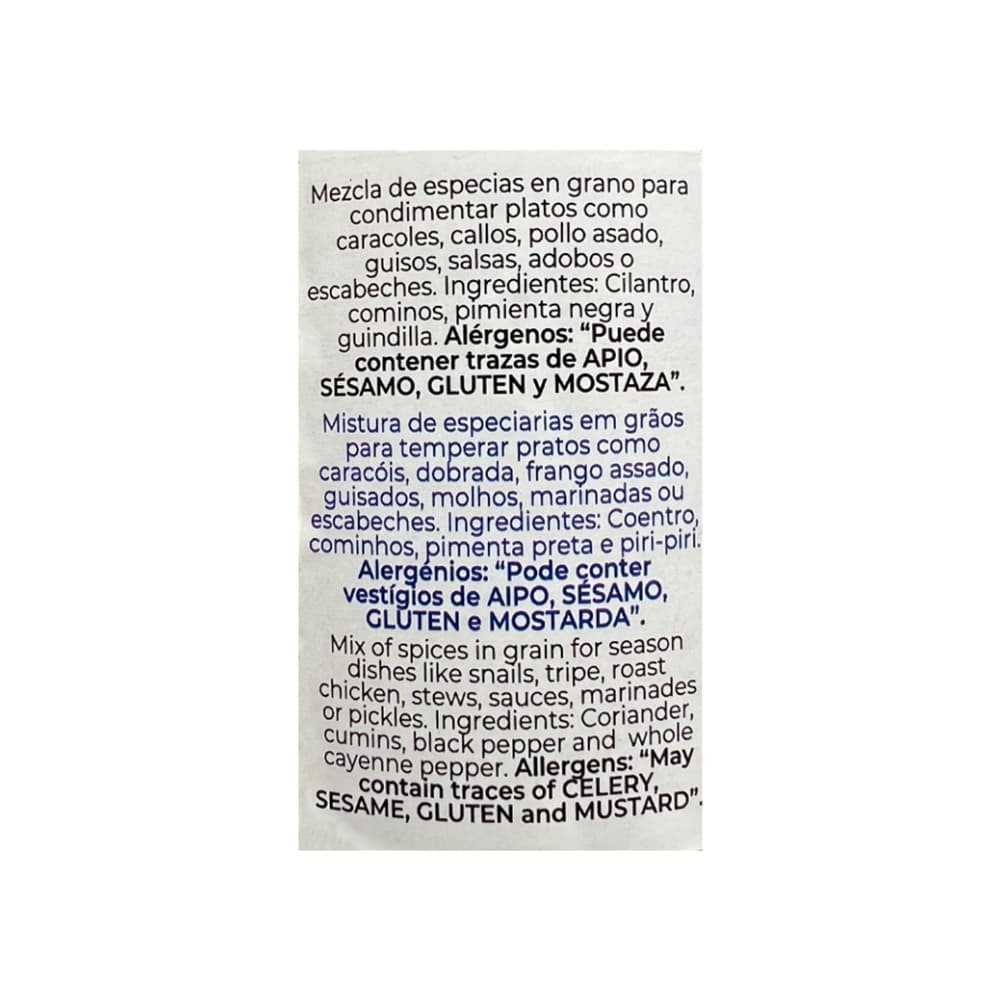 Mezcla de especias en grano para
condimentar platos como
caracoles, callos, pollo asado,
guisos, salsas, adobos o
escabeches. Ingredientes: Cilantro,
cominos, pimienta negra y
guindilla. Alérgenos: “Puede
contener trazas de APIO,
SÉSAMO, GLUTEN y MOSTAZA”.
Mistura de especiarias em grãos
para temperar pratos como
caracóis, dobrada, frango assado,
guisados, molhos, marinadas ou
escabeches. Ingredientes: Coentro,
cominhos, pimenta preta e piri-piri.
Alergénios: “Pode conter
vestígios de AIPO, SÉSAMO,
GLUTEN e MOSTARDA”.
Mix of spices in grain for season
dishes like snails, tripe, roast
chicken, stews, sauces, marinades
or pickles. Ingredients: Coriander,
cumins, black pepper and whole
cayenne pepper. Allergens: “May
contain traces of CELERY,
SESAME, GLUTEN and MUSTARD”.